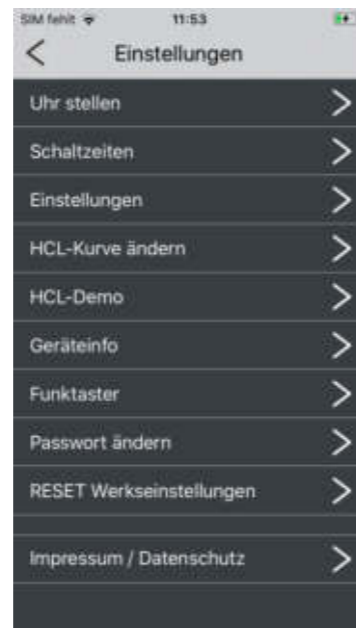 SIM fehlt 11:53
Einstellungen
Uhr stellen
Schaltzeiten
Einstellungen
HCL-Kurve ändern
HCL-Demo
Geräteinfo
Funktaster
Passwort ändern
RESET Werkseinstellungen
Impressum / Datenschutz